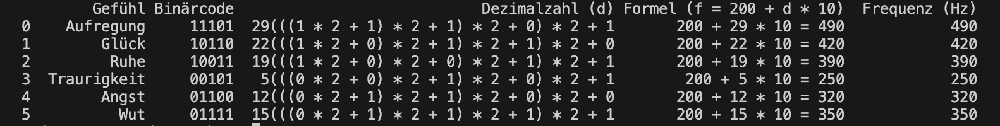 Gefühl Binärcode Dezimalzahl (d) Formel (f = 200 + d * 10) Frequenz (Hz)
0 Aufregung 11101 29(((1 * 2 + 1) * 2 + 1) * 2 + 0) * 2 + 1 200 + 29 * 10 = 490 490
1 Glück 10110 22(((1 * 2 + 0) * 2 + 1) * 2 + 1) * 2 + 0 200 + 22 * 10 = 420 420
2 Ruhe 10011 19(((1 * 2 + 0) * 2 + 0) * 2 + 1) * 2 + 1 200 + 19 * 10 = 390 390
3 Traurigkeit 00101 5(((0 * 2 + 0) * 2 + 1) * 2 + 0) * 2 + 1 200 + 5 * 10 = 250 250
4 Angst 01100 12(((0 * 2 + 1) * 2 + 1) * 2 + 0) * 2 + 0 200 + 12 * 10 = 320 320
5 Wut 01111 15(((0 * 2 + 1) * 2 + 1) * 2 + 1) * 2 + 1 200 + 15 * 10 = 350 350